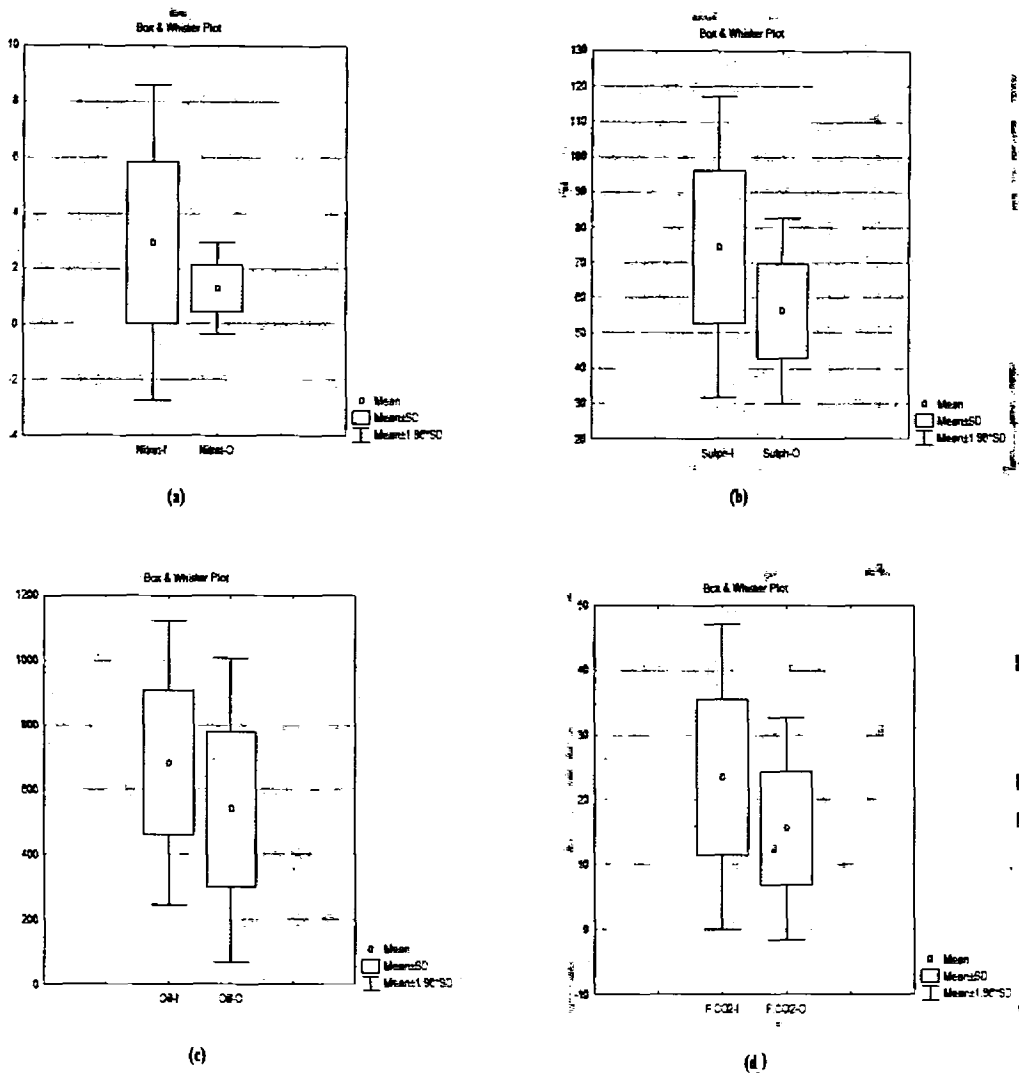 Box & Whisker Plot
10
8
6
4
2
0
-2
-4
Nitrat-I Nitrat-O
Mean
Mean±SD
Mean±1.96*SD
(a)
Box & Whisker Plot
130
120
110
100
90
80
70
60
50
40
30
20
Sulph-I Sulph-O
Mean
Mean±SD
Mean±1.96*SD
(b)
Box & Whisker Plot
1200
1000
800
600
400
200
0
Oil-I Oil-O
Mean
Mean±SD
Mean±1.96*SD
(c)
Box & Whisker Plot
50
40
30
20
10
0
-10
F.CO2-I F.CO2-O
Mean
Mean±SD
Mean±1.96*SD
(d)